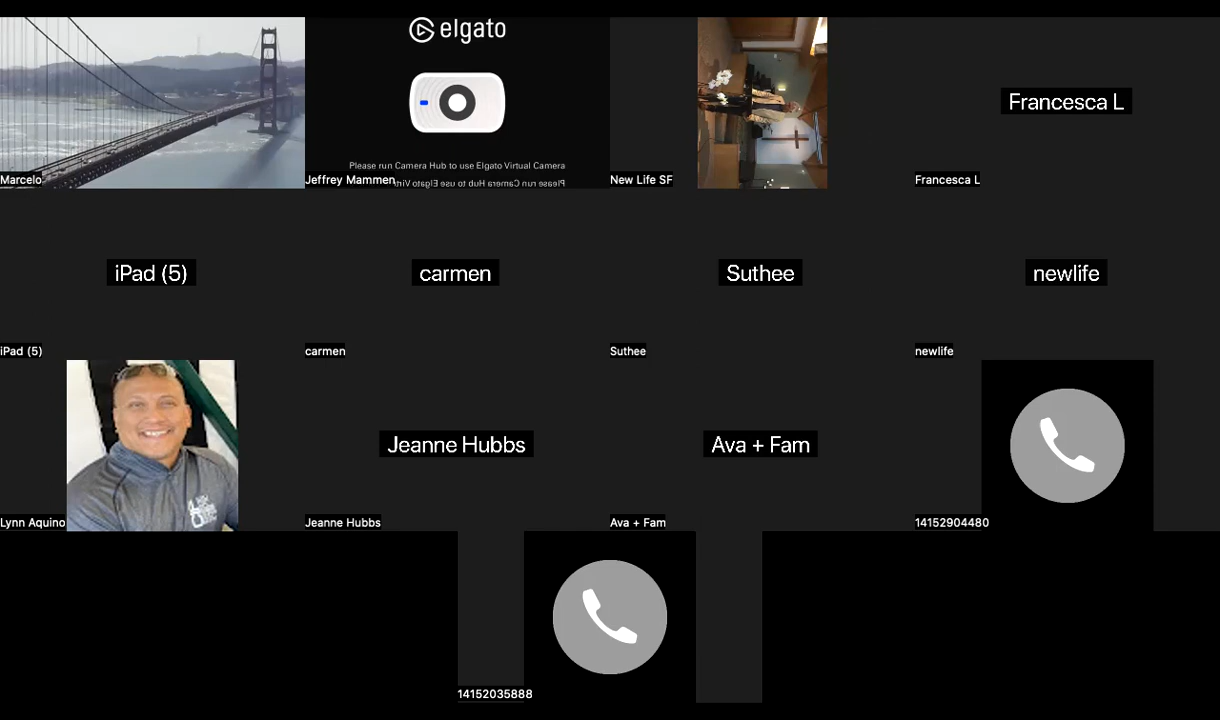 elgato
Please run Camera Hub to use Elgato Virtual Camera
Marcelo
Jeffrey Mammen
New Life SF
Francesca L
Francesca L
iPad (5)
carmen
Suthee
newlife
iPad (5)
carmen
Suthee
newlife
Jeanne Hubbs
Ava + Fam
Lynn Aquino
Jeanne Hubbs
Ava + Fam
14152904480
14152035888